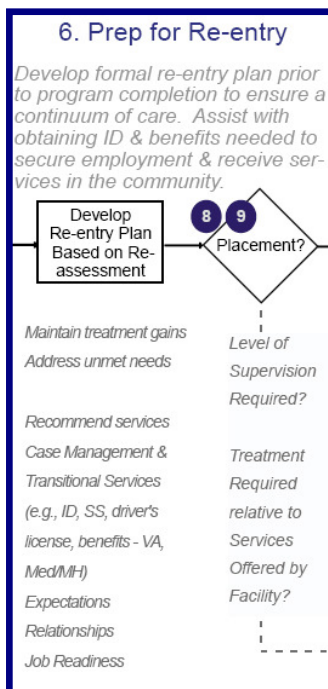 6. Prep for Re-entry
Develop formal re-entry plan prior
to program completion to ensure a
continuum of care. Assist with
obtaining ID & benefits needed to
secure employment & receive ser-
vices in the community.
Develop
Re-entry Plan
Based on Re-
assessment
8 9
Placement?
Maintain treatment gains
Address unmet needs
Recommend services
Case Management &
Transitional Services
(e.g., ID, SS, driver's
license, benefits - VA,
Med/MH)
Expectations
Relationships
Job Readiness
Level of
Supervision
Required?
Treatment
Required
relative to
Services
Offered by
Facility?